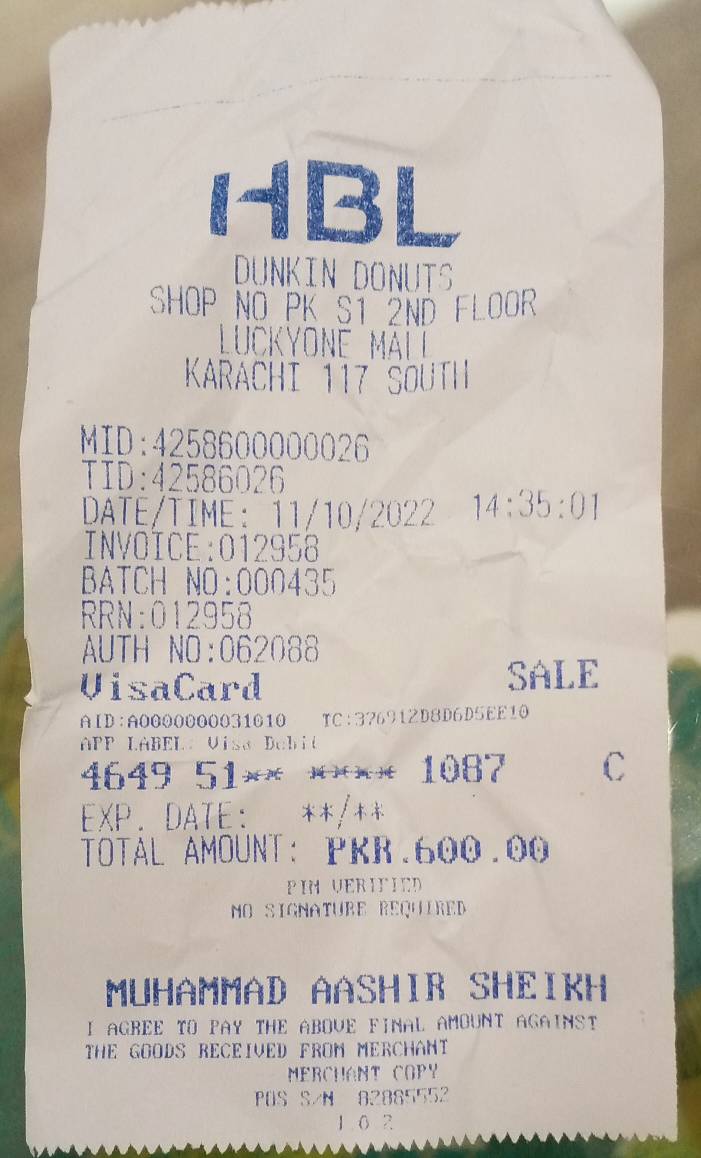 HBL
DUNKIN DONUTS
SHOP NO PK S1 2ND FLOOR
LUCKYONE MALL
KARACHI 117 SOUTH
MID:4258600000026
TID:42586026
DATE/TIME: 11/10/2022 14:35:01
INVOICE:012958
BATCH NO:000435
RRN:012958
AUTH NO:062088
VisaCard SALE
AID:A0000000031010 TC:376912D8D6D5EE10
APP LABEL: Visa Debit
4649 51** **** 1087 C
EXP. DATE: **/**
TOTAL AMOUNT: PKR.600.00
PIN VERIFIED
NO SIGNATURE REQUIRED
MUHAMMAD AASHIR SHEIKH
I AGREE TO PAY THE ABOVE FINAL AMOUNT AGAINST
THE GOODS RECEIVED FROM MERCHANT
MERCHANT COPY
POS S/N 82885552
1.0 2